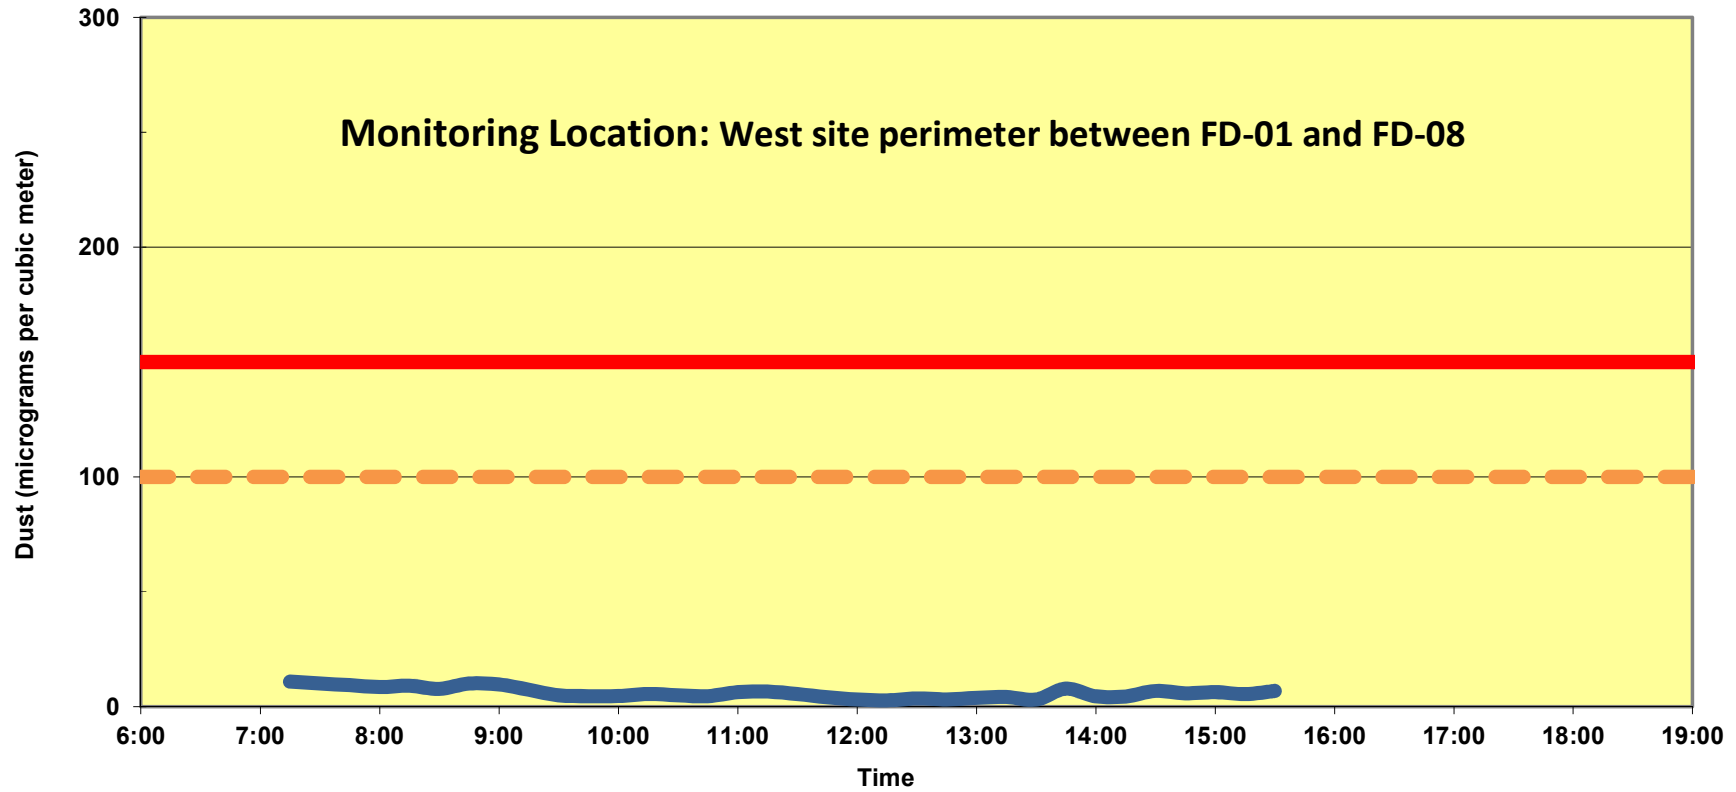 Monitoring Location: West site perimeter between FD-01 and FD-08
Dust (micrograms per cubic meter)
300
200
100
0
6:00 7:00 8:00 9:00 10:00 11:00 12:00 13:00 14:00 15:00 16:00 17:00 18:00 19:00
Time